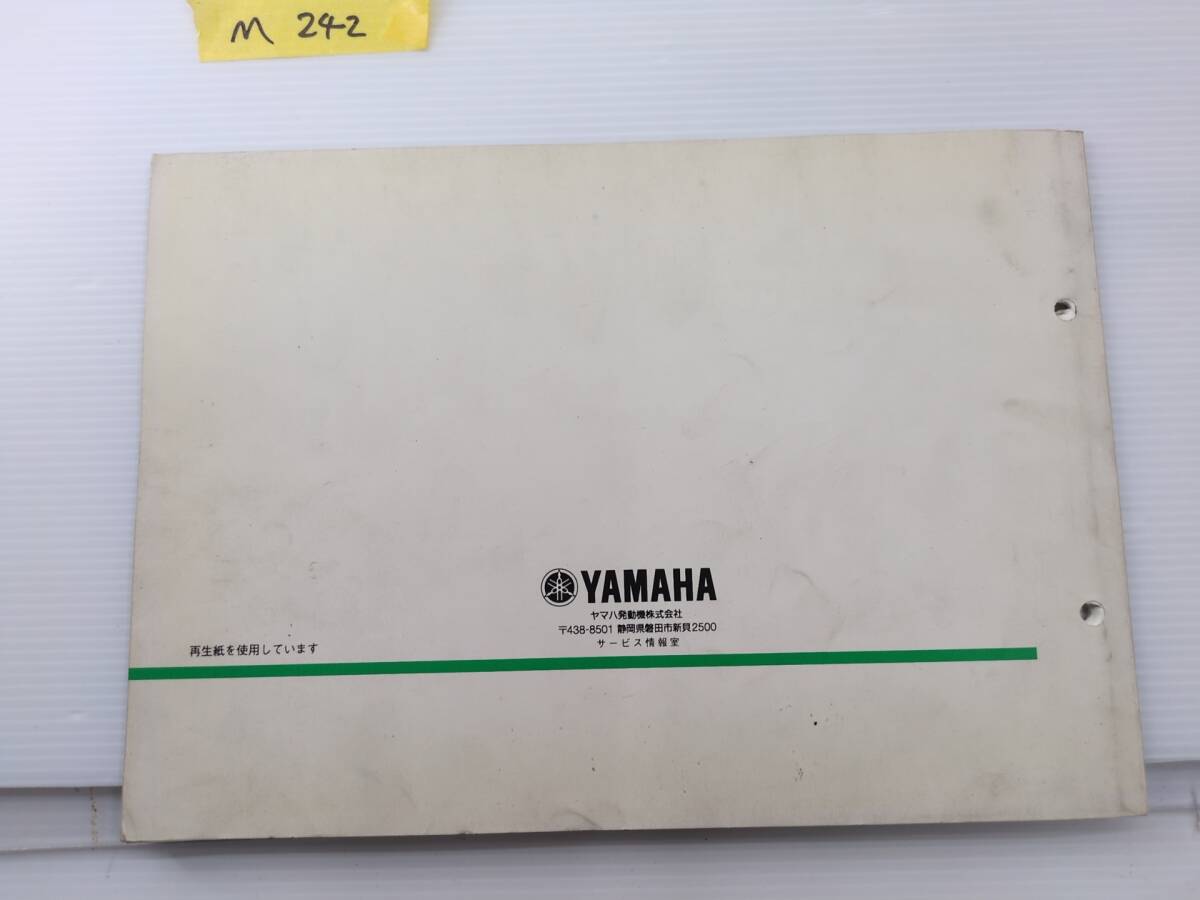 M 242
YAMAHA
ヤマハ発動機株式会社
〒438-8501 静岡県磐田市新貝2500
サービス情報室
再生紙を使用しています